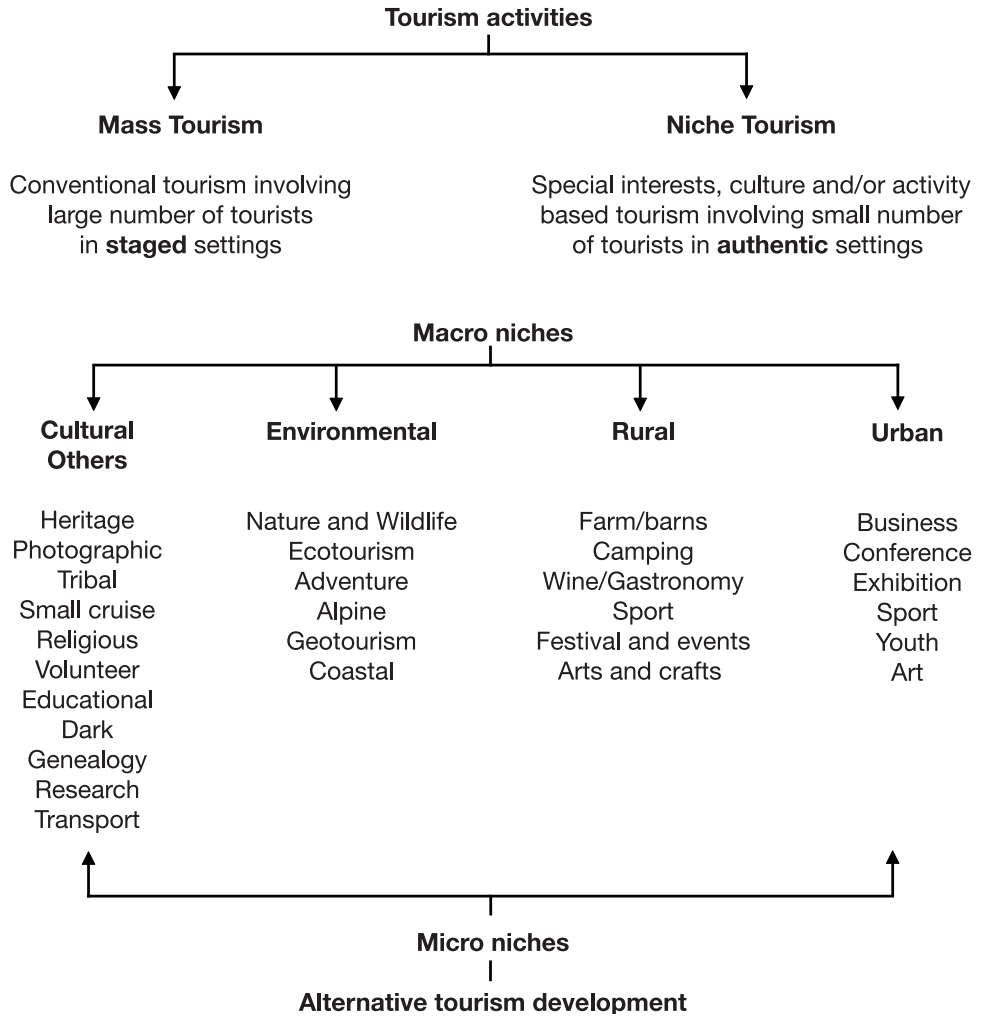 Tourism activities
Mass Tourism
Conventional tourism involving
large number of tourists
in staged settings
Niche Tourism
Special interests, culture and/or activity
based tourism involving small number
of tourists in authentic settings
Macro niches
Cultural
Others
Heritage
Photographic
Tribal
Small cruise
Religious
Volunteer
Educational
Dark
Genealogy
Research
Transport
Environmental
Nature and Wildlife
Ecotourism
Adventure
Alpine
Geotourism
Coastal
Rural
Farm/barns
Camping
Wine/Gastronomy
Sport
Festival and events
Arts and crafts
Urban
Business
Conference
Exhibition
Sport
Youth
Art
Micro niches
Alternative tourism development